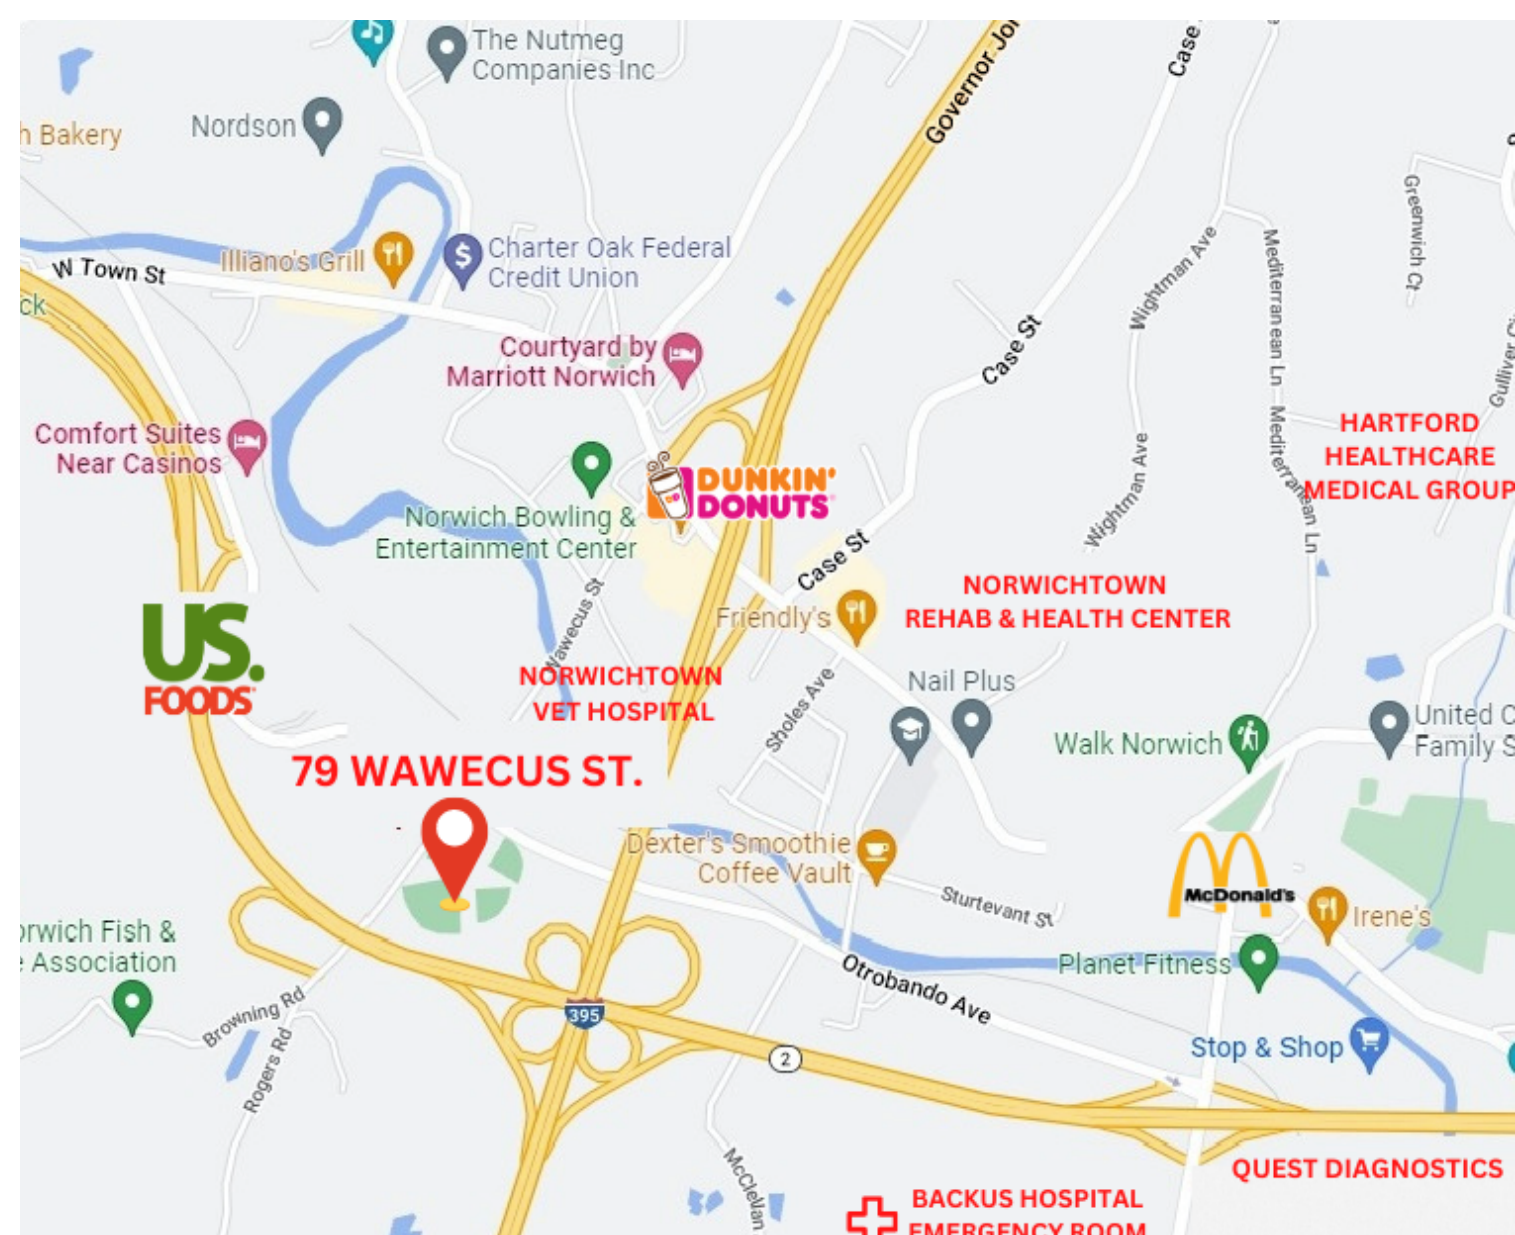 The Nutmeg
Companies Inc
Nordson
Bakery
Governor
Case
Greenwich Ct
W Town St
Illiano's Grill
Charter Oak Federal
Credit Union
Wightman Ave
Mediterranean Ln
Courtyard by
Marriott Norwich
Case St
Gulliver
Comfort Suites
Near Casinos
HARTFORD
HEALTHCARE
MEDICAL GROUP
Mediterranean Ln
Wightman Ave
DUNKIN'
DONUTS
Norwich Bowling &
Entertainment Center
Case St
NORWICHTOWN
REHAB & HEALTH CENTER
Friendly's
Wawecus St
US.
FOODS
NORWICHTOWN
VET HOSPITAL
Sholes Ave
Nail Plus
Walk Norwich
United
Family
79 WAWECUS ST.
Dexter's Smoothie
Coffee Vault
Sturtevant St
McDonald's
Irene's
Fish &
Association
Planet Fitness
Otrobando Ave
Browning Rd
395
2
Stop & Shop
Rogers Rd
McClellan
QUEST DIAGNOSTICS
BACKUS HOSPITAL
EMERGENCY ROOM